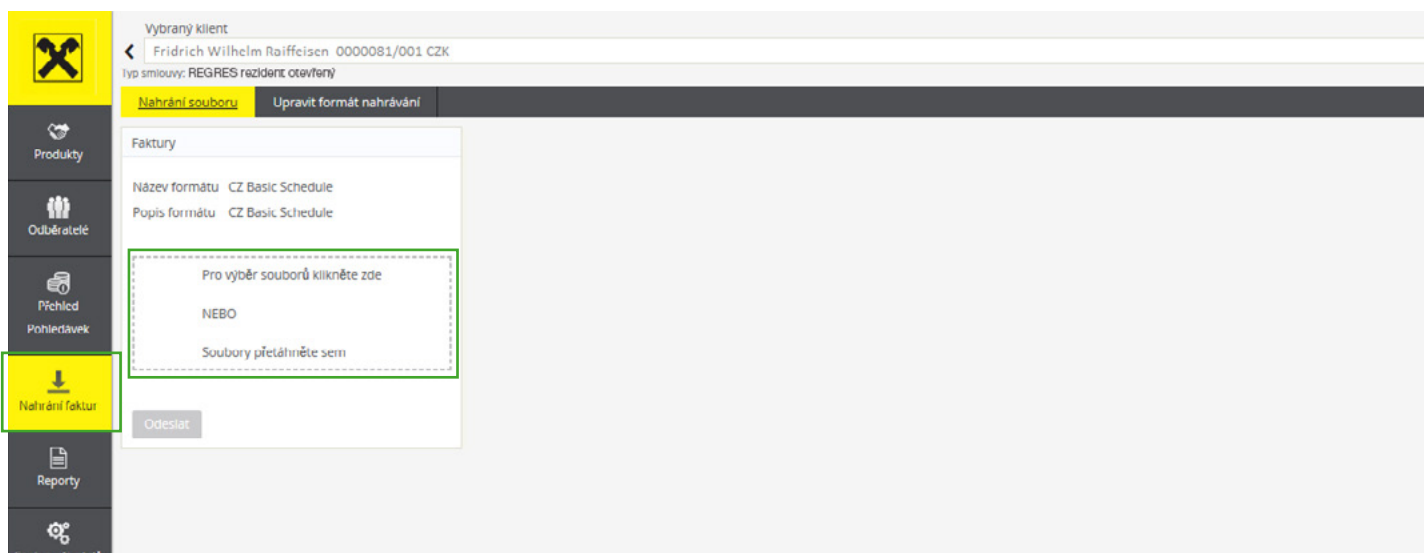 Vybraný klient
Fridrich Wilhelm Raiffeisen 0000081/001 CZK
Typ smlouvy: REGRES rezident otevřený
Nahrání souboru
Upravit formát nahrávání
Produkty
Odběratelé
Přehled
Pohledávek
Nahrání faktur
Reporty
Faktury
Název formátu CZ Basic Schedule
Popis formátu CZ Basic Schedule
Pro výběr souborů klikněte zde
NEBO
Soubory přetáhněte sem
Odeslat